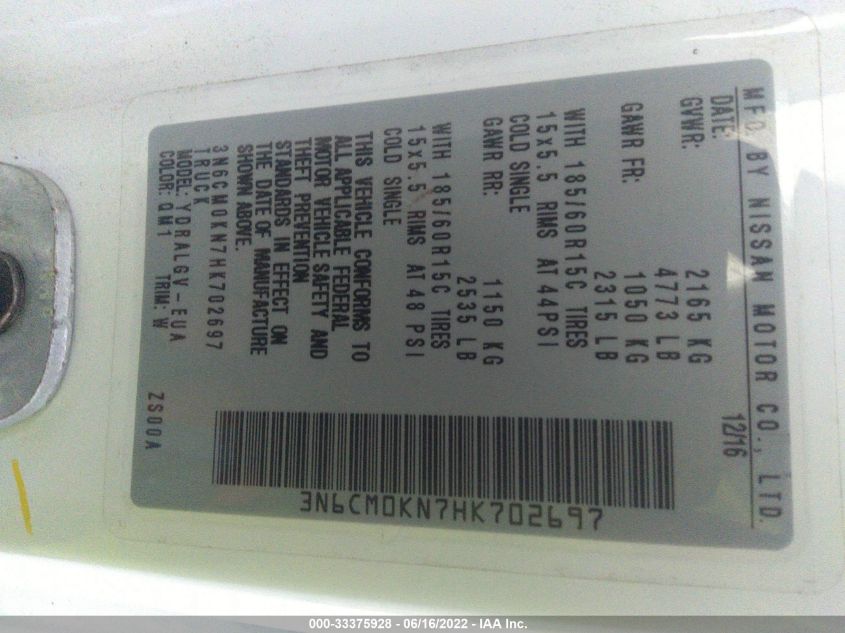 MFD BY NISSAN MOTOR CO., LTD.
DATE: 12/16
GVWR: 2165 KG
4773 LB
GAWR FR: 1050 KG
2315 LB
WITH 185/60R15C TIRES
15x5.5 RIMS AT 44PSI
COLD SINGLE
GAWR RR: 1150 KG
2535 LB
WITH 185/60R15C TIRES
15x5.5 RIMS AT 48 PSI
COLD SINGLE
THIS VEHICLE CONFORMS TO
ALL APPLICABLE FEDERAL
MOTOR VEHICLE SAFETY AND
THEFT PREVENTION
STANDARDS IN EFFECT ON
THE DATE OF MANUFACTURE
SHOWN ABOVE.
3N6CM0KN7HK702697
TRUCK
MODEL: YDRALGV-EUA
COLOR: QM1 TRIM: W
ZS00A
3N6CM0KN7HK702697
000-33375928 - 06/16/2022 - IAA Inc.